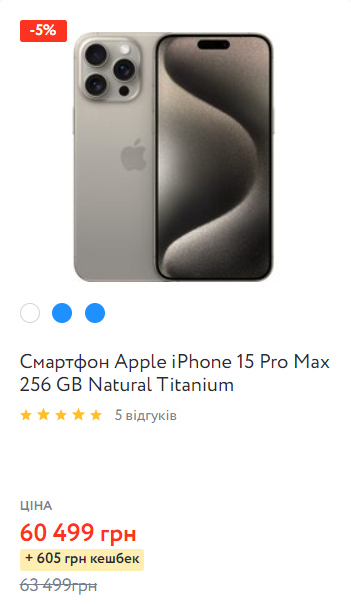 -5%
Смартфон Apple iPhone 15 Pro Max
256 GB Natural Titanium
5 відгуків
ЦІНА
60 499 грн
+ 605 грн кешбек
63 499грн